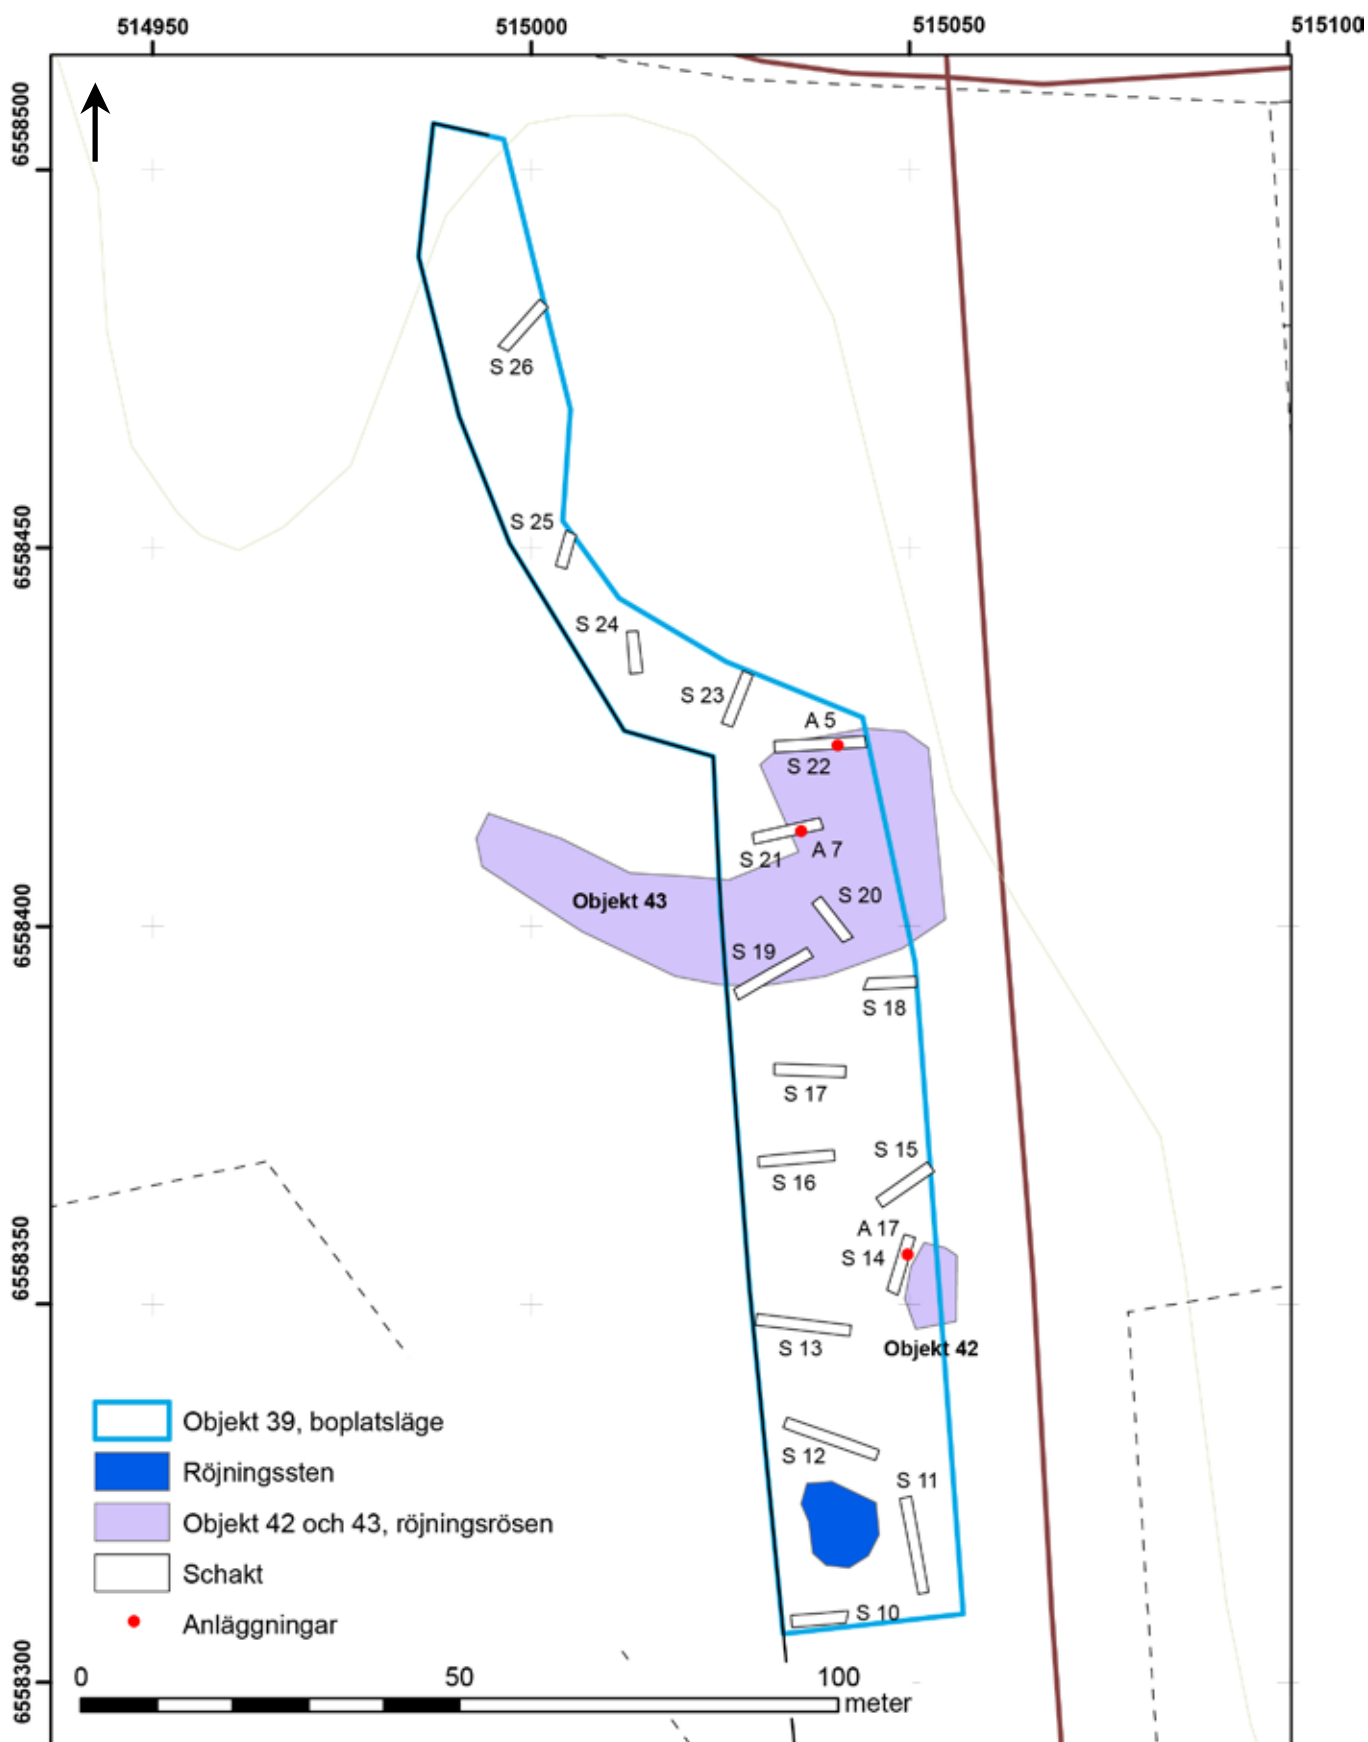 514950
515000
515050
515100
6558500
S 26
S 25
6558450
S 24
S 23
A 5
S 22
A 7
S 21
S 20
Objekt 43
6558400
S 19
S 18
S 17
S 15
S 16
A 17
S 14
6558350
S 13
Objekt 42
Objekt 39, boplatsläge
S 12
Röjningssten
S 11
Objekt 42 och 43, röjningsrösen
Schakt
S 10
Anläggningar
6558300
0 50 100
meter